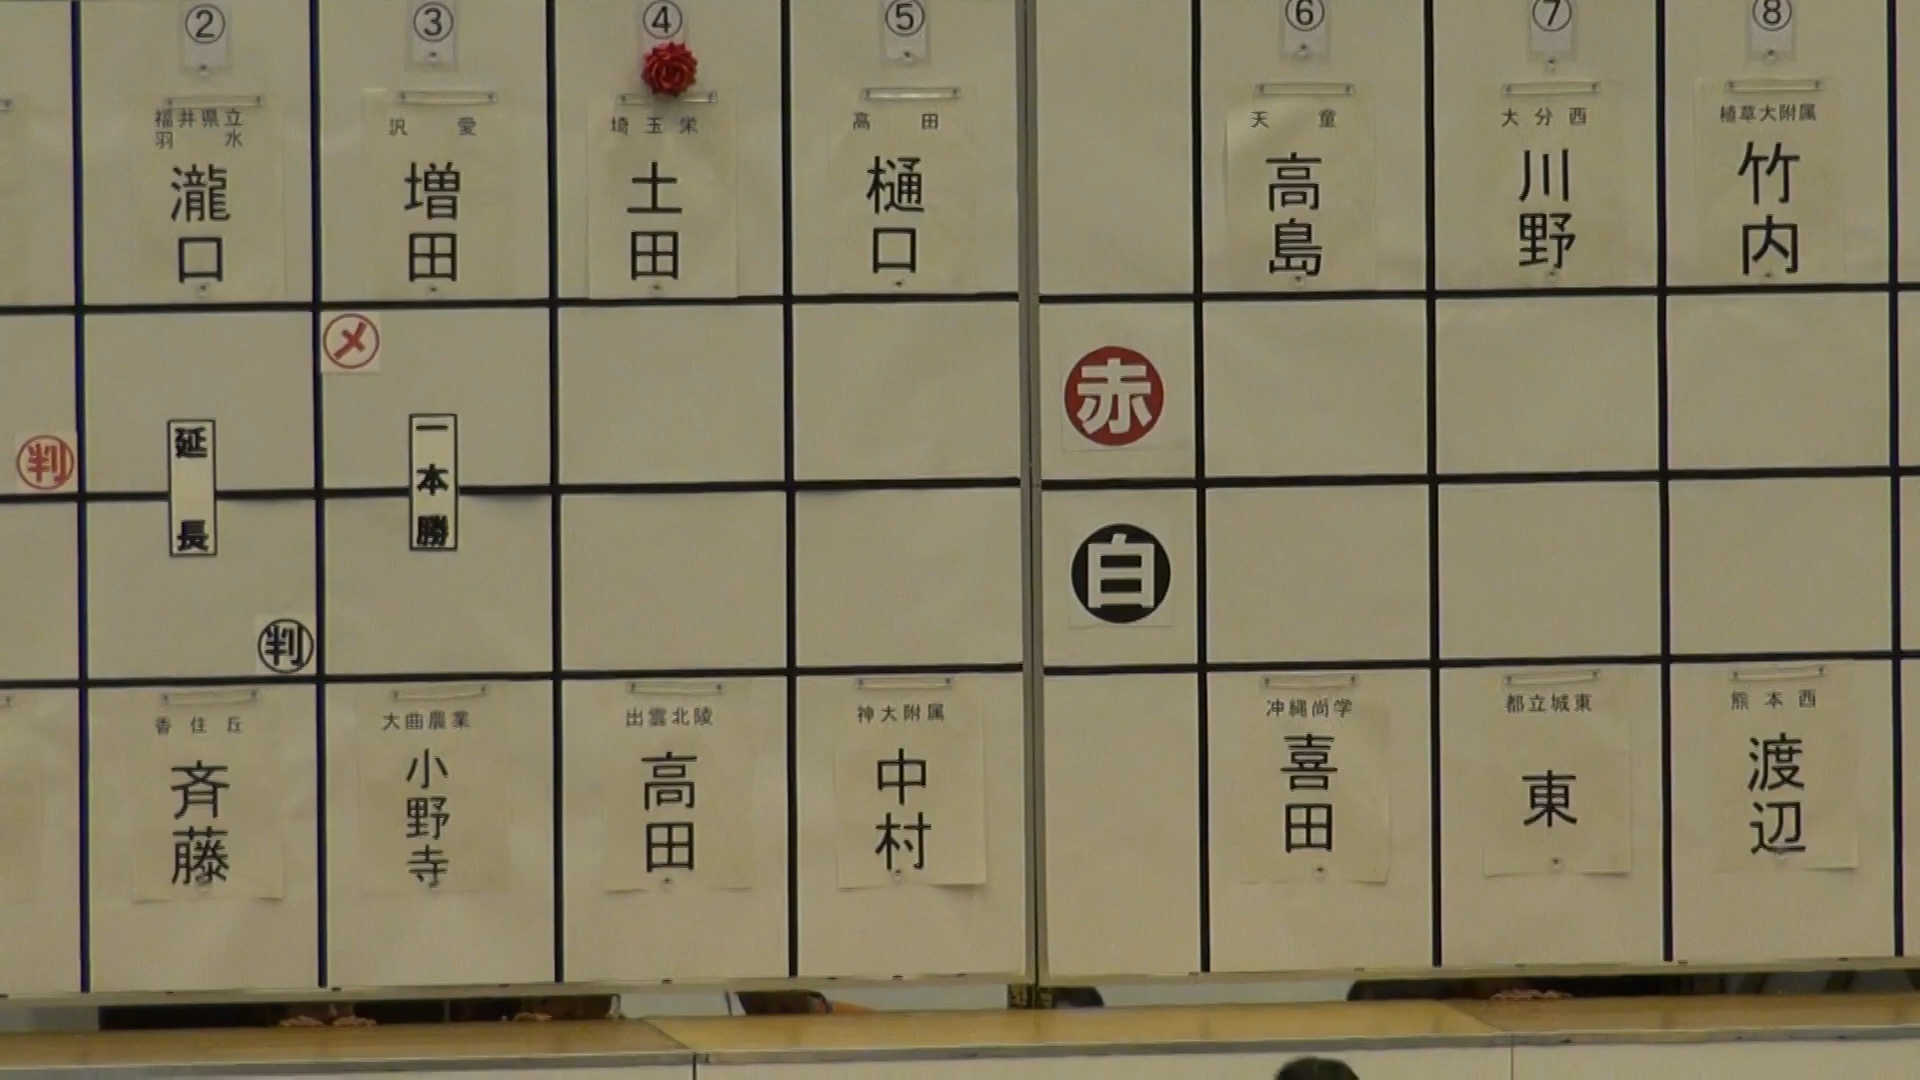 ② ③ ④ ⑤ ⑥ ⑦ ⑧
福井県立
羽水
瀧口
汎愛
増田
埼玉栄
土田
高田
樋口
天童
高島
大分西
川野
植草大附属
竹内
メ
赤
判
延長
一本勝
白
判
香住丘
斉藤
大曲農業
小野寺
出雲北陵
高田
神大附属
中村
沖縄尚学
喜田
都立城東
東
熊本西
渡辺